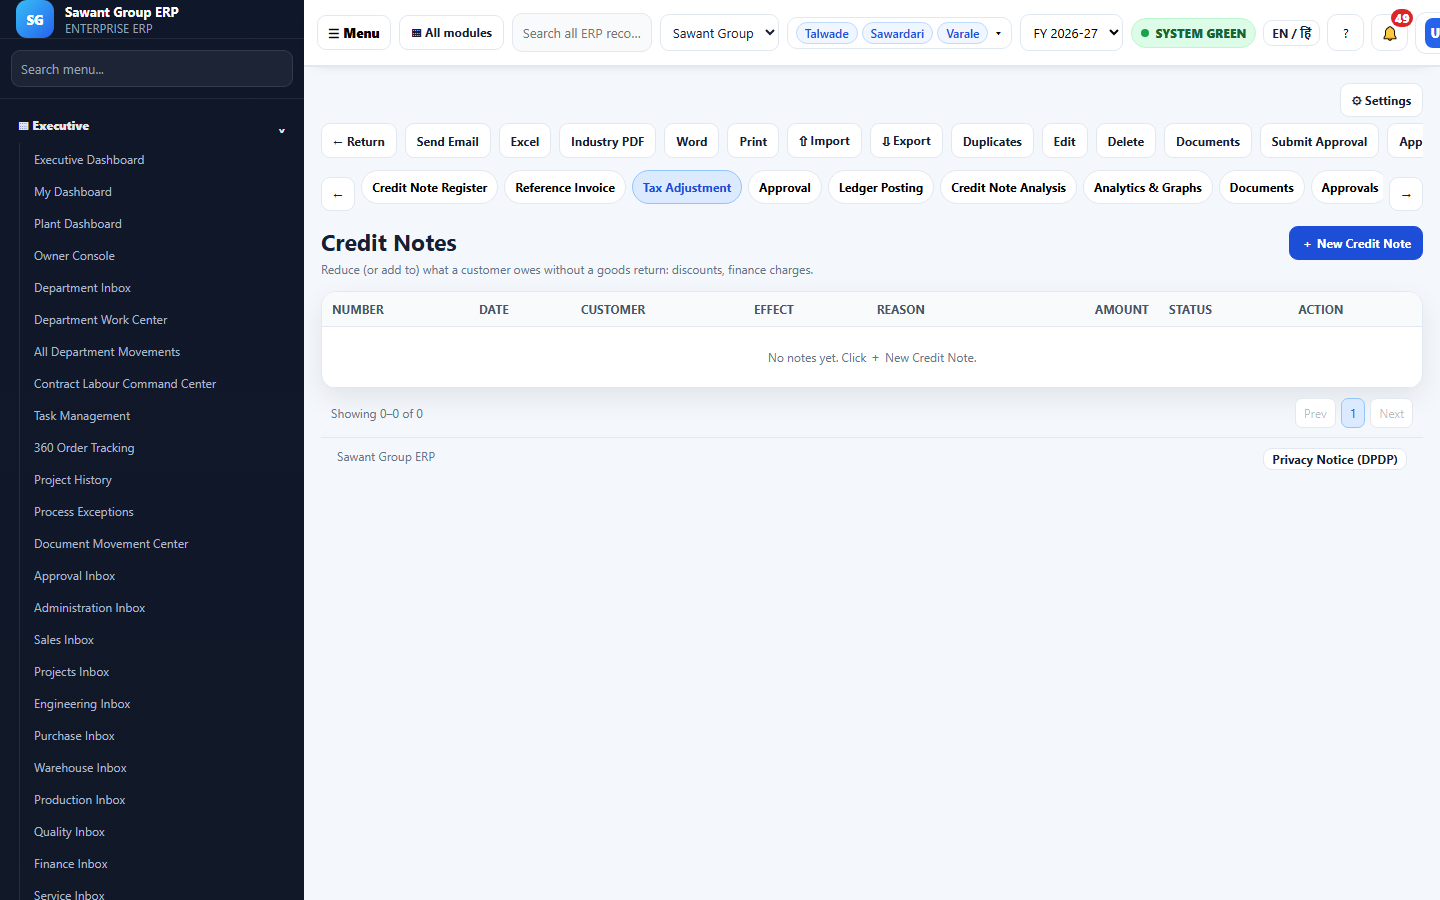 SG
Sawant Group ERP
ENTERPRISE ERP
Search menu...
Executive
Executive Dashboard
My Dashboard
Plant Dashboard
Owner Console
Department Inbox
Department Work Center
All Department Movements
Contract Labour Command Center
Task Management
360 Order Tracking
Project History
Process Exceptions
Document Movement Center
Approval Inbox
Administration Inbox
Sales Inbox
Projects Inbox
Engineering Inbox
Purchase Inbox
Warehouse Inbox
Production Inbox
Quality Inbox
Finance Inbox
Service Inbox
☰ Menu All modules Search all ERP reco... Sawant Group Talwade Sawardari Varale FY 2026-27 SYSTEM GREEN EN / हिं ? 49 U
⚙ Settings
← Return Send Email Excel Industry PDF Word Print ⇧ Import ⇩ Export Duplicates Edit Delete Documents Submit Approval App
← Credit Note Register Reference Invoice Tax Adjustment Approval Ledger Posting Credit Note Analysis Analytics & Graphs Documents Approvals →
Credit Notes
+ New Credit Note
Reduce (or add to) what a customer owes without a goods return: discounts, finance charges.
NUMBER DATE CUSTOMER EFFECT REASON AMOUNT STATUS ACTION
No notes yet. Click + New Credit Note.
Showing 0–0 of 0 Prev 1 Next
Sawant Group ERP Privacy Notice (DPDP)